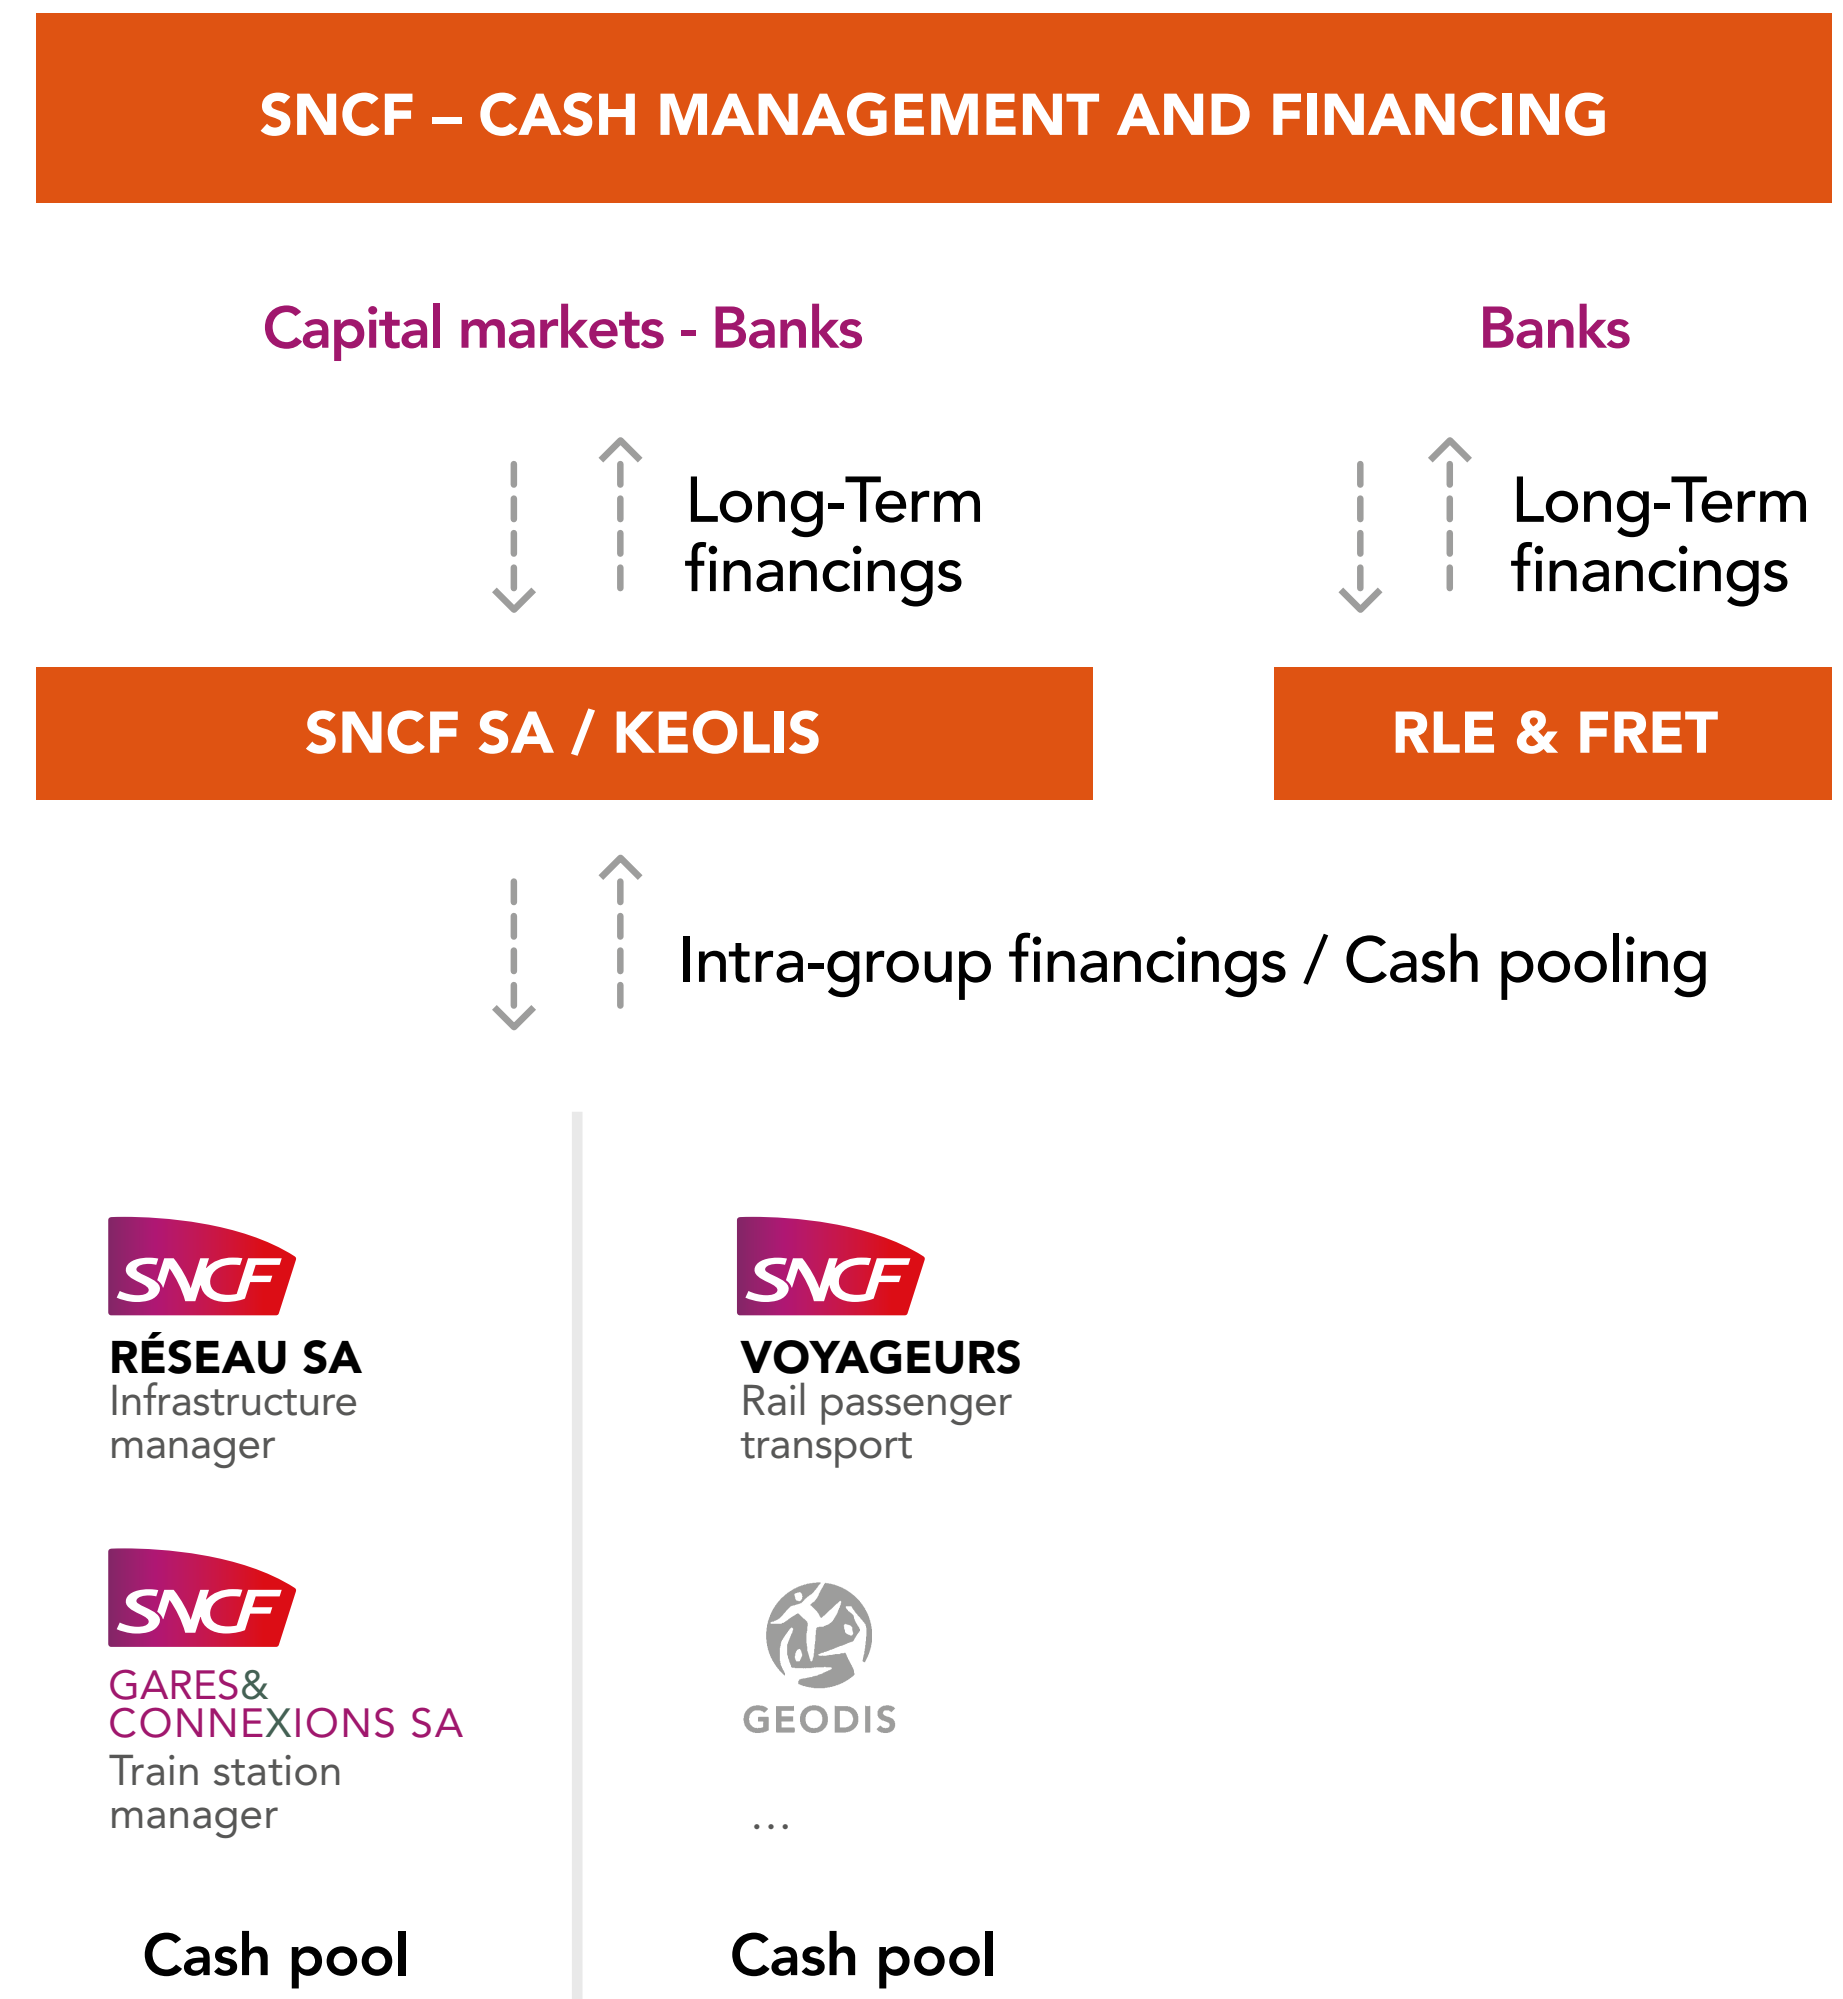 SNCF – CASH MANAGEMENT AND FINANCING
Capital markets - Banks
Banks
Long-Term
financings
Long-Term
financings
SNCF SA / KEOLIS
RLE & FRET
Intra-group financings / Cash pooling
SNCF
RÉSEAU SA
Infrastructure
manager
SNCF
GARES&
CONNEXIONS SA
Train station
manager
Cash pool
SNCF
VOYAGEURS
Rail passenger
transport
GEODIS
...
Cash pool